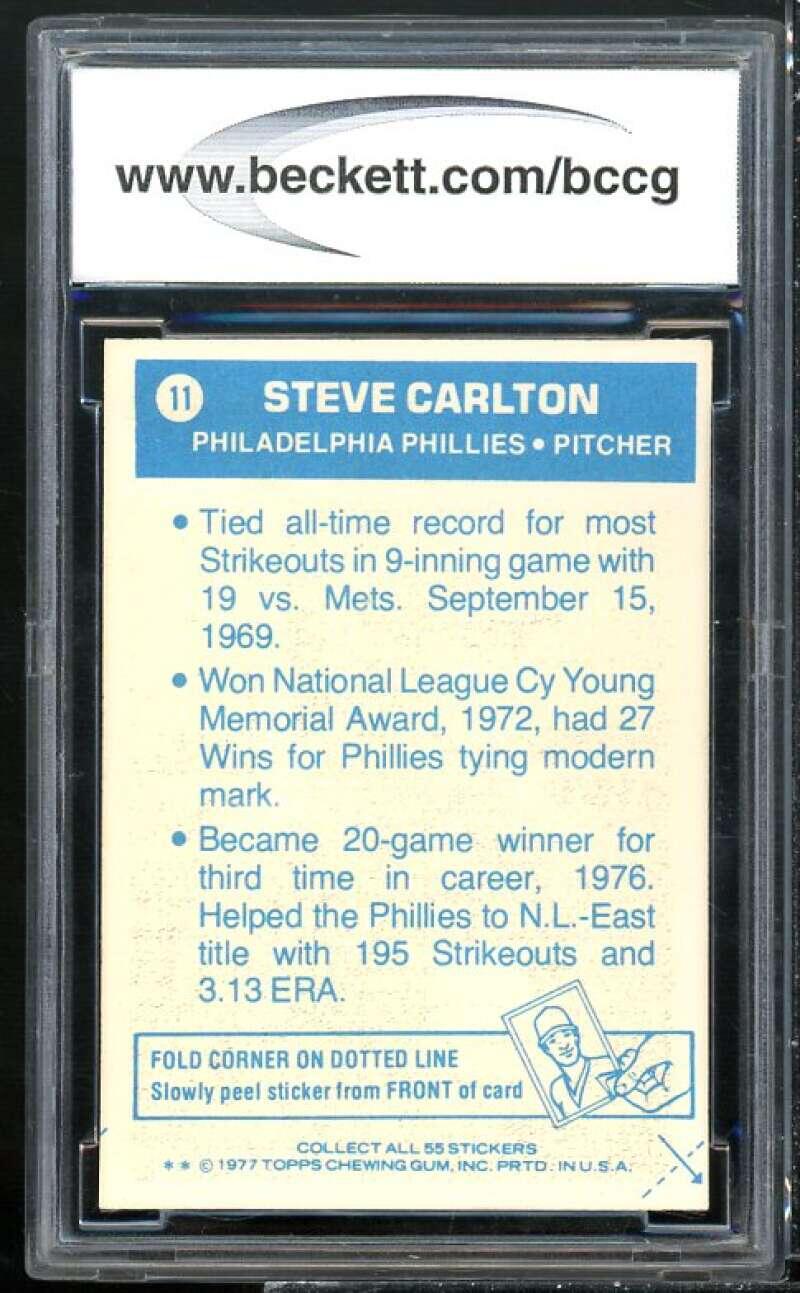 www.beckett.com/bccg
11 STEVE CARLTON
PHILADELPHIA PHILLIES • PITCHER
• Tied all-time record for most
Strikeouts in 9-inning game with
19 vs. Mets. September 15,
1969.
• Won National League Cy Young
Memorial Award, 1972, had 27
Wins for Phillies tying modern
mark.
• Became 20-game winner for
third time in career, 1976.
Helped the Phillies to N.L.-East
title with 195 Strikeouts and
3.13 ERA.
FOLD CORNER ON DOTTED LINE
Slowly peel sticker from FRONT of card
COLLECT ALL 55 STICKERS
** © 1977 TOPPS CHEWING GUM, INC. PRTD. IN U.S.A.